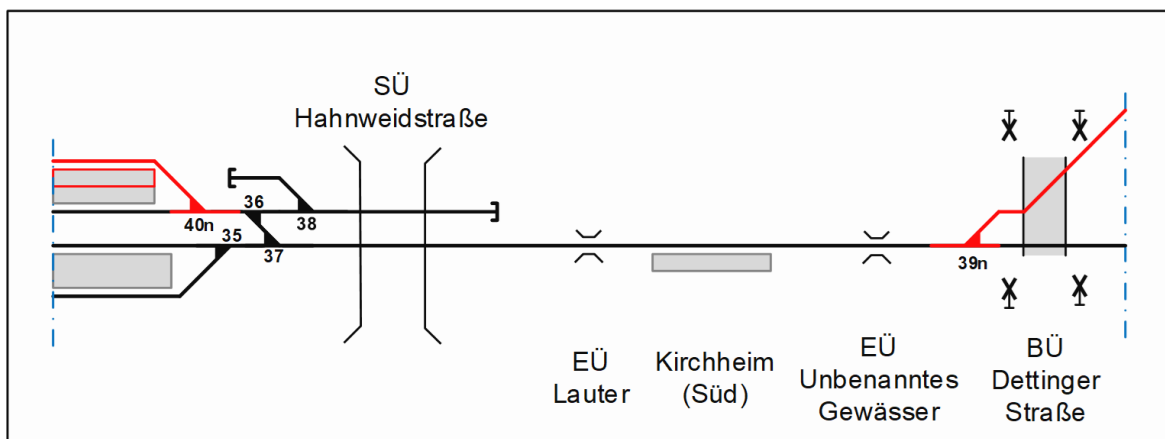 SÜ
Hahnweidstraße
36
40n
35
38
37
39n
EÜ
Lauter
Kirchheim
(Süd)
EÜ
Unbenanntes
Gewässer
BÜ
Dettinger
Straße